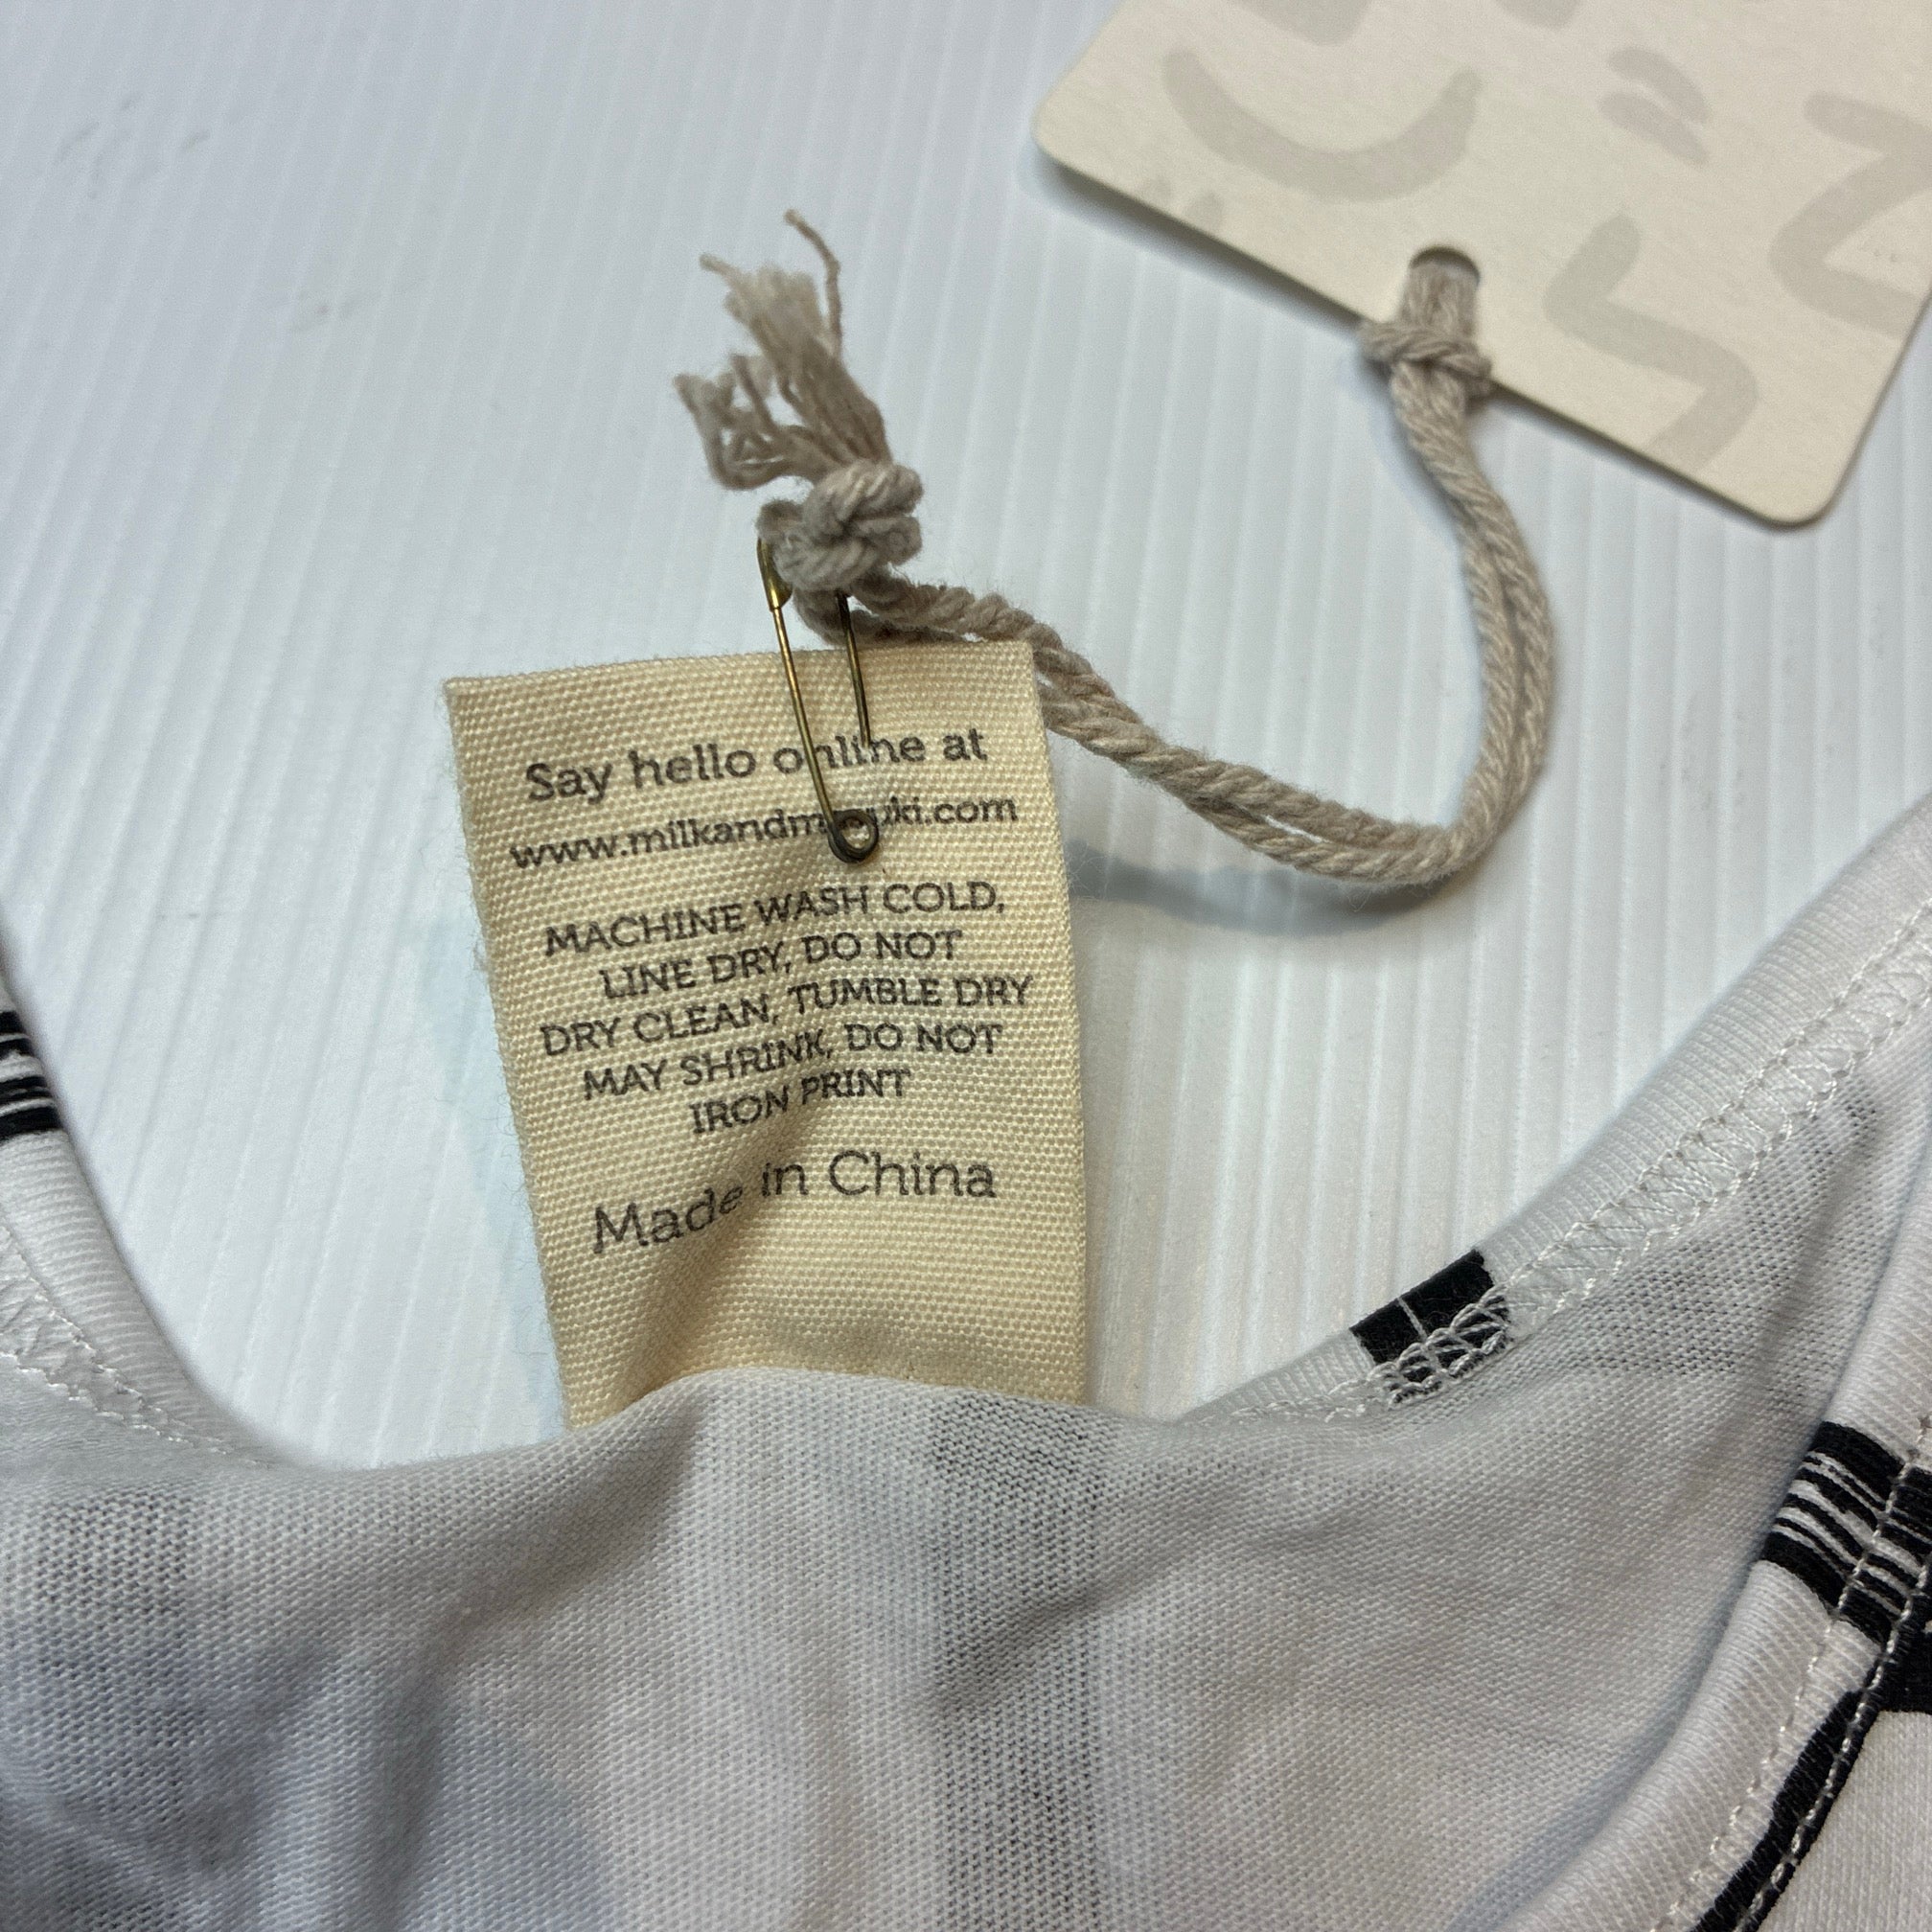 Say hello online at
MACHINE WASH COLD,
LINE DRY, DO NOT
DRY CLEAN, TUMBLE DRY
MAY SHRINK, DO NOT
IRON PRINT
Made in China